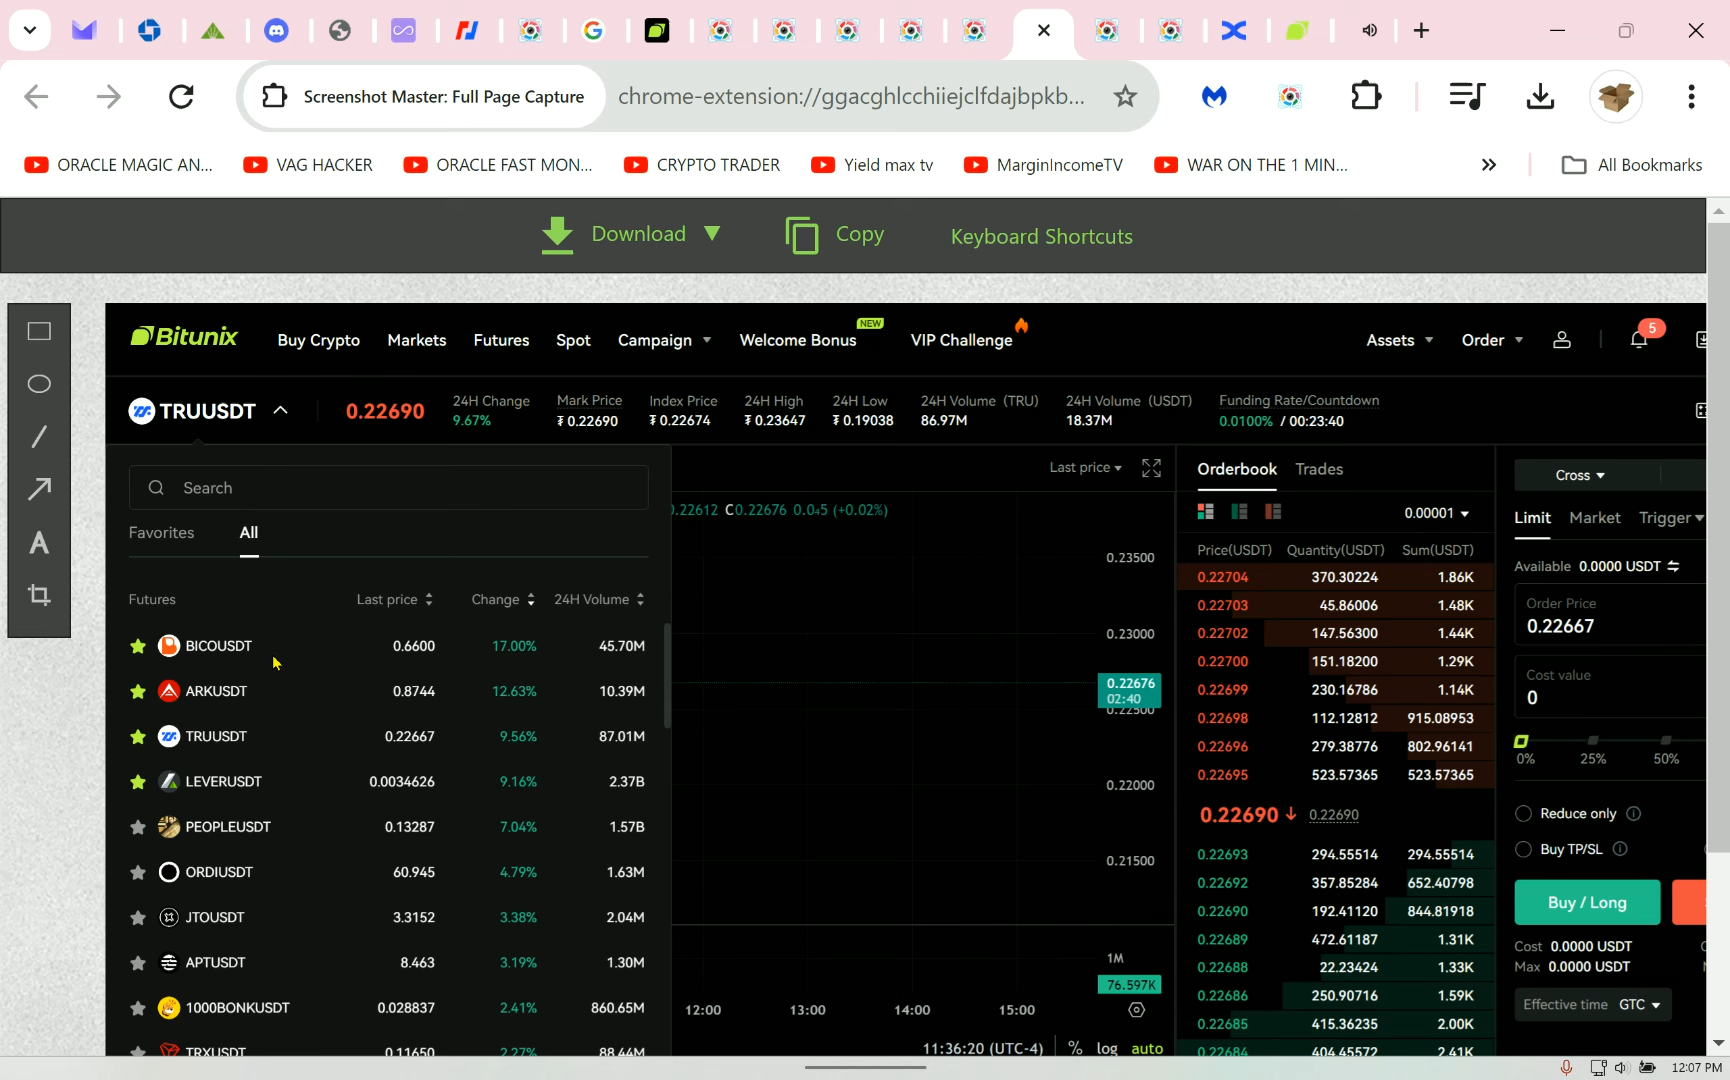 Screenshot Master: Full Page Capture chrome-extension://ggacghlcchiiejclfdajbpkb...
ORACLE MAGIC AN... VAG HACKER ORACLE FAST MON... CRYPTO TRADER Yield max tv MarginIncomeTV WAR ON THE 1 MIN... » All Bookmarks
Download ▼ Copy Keyboard Shortcuts
Bitunix Buy Crypto Markets Futures Spot Campaign Welcome Bonus NEW VIP Challenge Assets Order 5
TRUUSDT 0.22690
24H Change Mark Price Index Price 24H High 24H Low 24H Volume (TRU) 24H Volume (USDT) Funding Rate/Countdown
9.67% ₮ 0.22690 ₮ 0.22674 ₮ 0.23647 ₮ 0.19038 86.97M 18.37M 0.0100% / 00:23:40
Search
Favorites All
Futures Last price Change 24H Volume
BICOUSDT 0.6600 17.00% 45.70M
ARKUSDT 0.8744 12.63% 10.39M
TRUUSDT 0.22667 9.56% 87.01M
LEVERUSDT 0.0034626 9.16% 2.37B
PEOPLEUSDT 0.13287 7.04% 1.57B
ORDIUSDT 60.945 4.79% 1.63M
JTOUSDT 3.3152 3.38% 2.04M
APTUSDT 8.463 3.19% 1.30M
1000BONKUSDT 0.028837 2.41% 860.65M
TRXUSDT 0.11650 2.27% 88.44M
Last price
.22612 C0.22676 0.0₄5 (+0.02%)
0.23500
0.23000
0.22676
02:40
0.22500
0.22000
0.21500
1M
76.597K
12:00 13:00 14:00 15:00
11:36:20 (UTC-4) % log auto
Orderbook Trades
0.00001
Price(USDT) Quantity(USDT) Sum(USDT)
0.22704 370.30224 1.86K
0.22703 45.86006 1.48K
0.22702 147.56300 1.44K
0.22700 151.18200 1.29K
0.22699 230.16786 1.14K
0.22698 112.12812 915.08953
0.22696 279.38776 802.96141
0.22695 523.57365 523.57365
0.22690 ↓ 0.22690
0.22693 294.55514 294.55514
0.22692 357.85284 652.40798
0.22690 192.41120 844.81918
0.22689 472.61187 1.31K
0.22688 22.23424 1.33K
0.22686 250.90716 1.59K
0.22685 415.36235 2.00K
0.22684 404.45572 2.41K
Cross
Limit Market Trigger
Available 0.0000 USDT
Order Price
0.22667
Cost value
0
0% 25% 50%
Reduce only
Buy TP/SL
Buy / Long
Cost 0.0000 USDT
Max 0.0000 USDT
Effective time GTC
12:07 PM